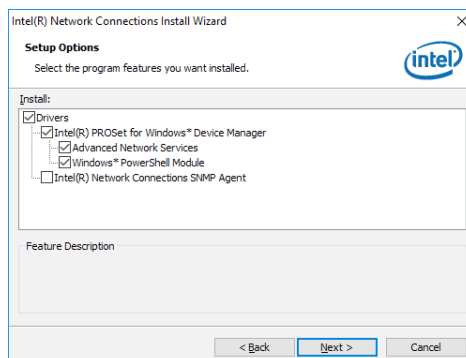 Intel(R) Network Connections Install Wizard
Setup Options
Select the program features you want installed.
intel
Install:
Drivers
Intel(R) PROSet for Windows* Device Manager
Advanced Network Services
Windows* PowerShell Module
Intel(R) Network Connections SNMP Agent
Feature Description
< Back
Next >
Cancel